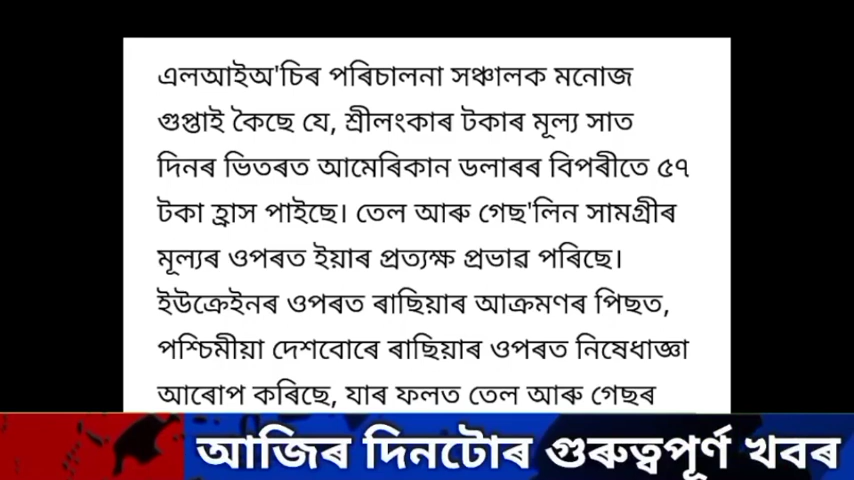 এলআইঅ'চিৰ পৰিচালনা সঞ্চালক মনোজ
গুপ্তাই কৈছে যে, শ্ৰীলংকাৰ টকাৰ মূল্য সাত
দিনৰ ভিতৰত আমেৰিকান ডলাৰৰ বিপৰীতে ৫৭
টকা হ্ৰাস পাইছে। তেল আৰু গেছ'লিন সামগ্ৰীৰ
মূল্যৰ ওপৰত ইয়াৰ প্ৰত্যক্ষ প্ৰভাৱ পৰিছে।
ইউক্ৰেইনৰ ওপৰত ৰাছিয়াৰ আক্ৰমণৰ পিছত,
পশ্চিমীয়া দেশবোৰে ৰাছিয়াৰ ওপৰত নিষেধাজ্ঞা
আৰোপ কৰিছে, যাৰ ফলত তেল আৰু গেছৰ
আজিৰ দিনটোৰ গুৰুত্বপূৰ্ণ খবৰ